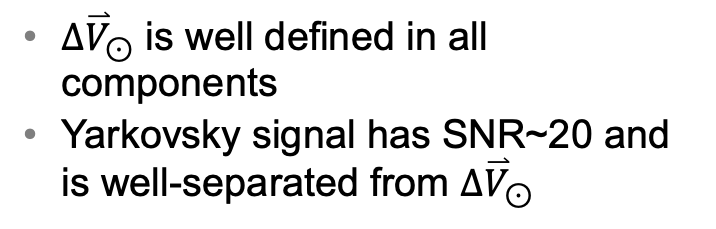 • ΔV⃗☉ is well defined in all
components
• Yarkovsky signal has SNR~20 and
is well-separated from ΔV⃗☉